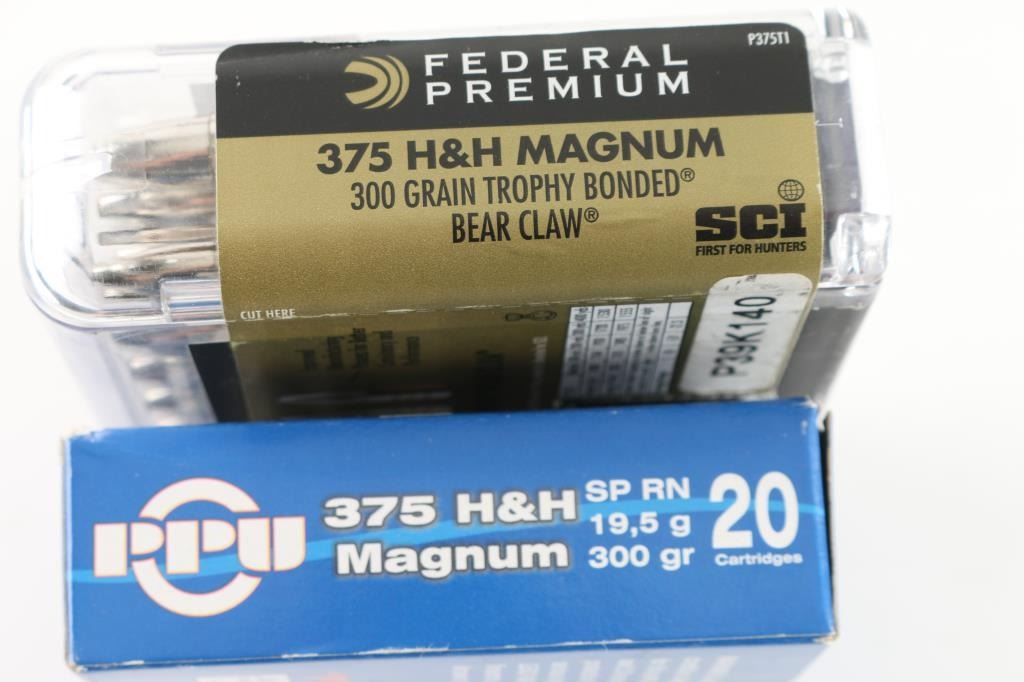 P375T1
FEDERAL
PREMIUM
375 H&H MAGNUM
300 GRAIN TROPHY BONDED®
BEAR CLAW®
SCI
FIRST FOR HUNTERS
CUT HERE
P39K140
PPU
375 H&H
Magnum
SP RN
19,5 g
300 gr
20
Cartridges